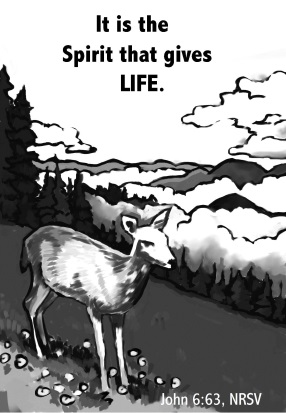 It is the
Spirit that gives
LIFE.
John 6:63, NRSV